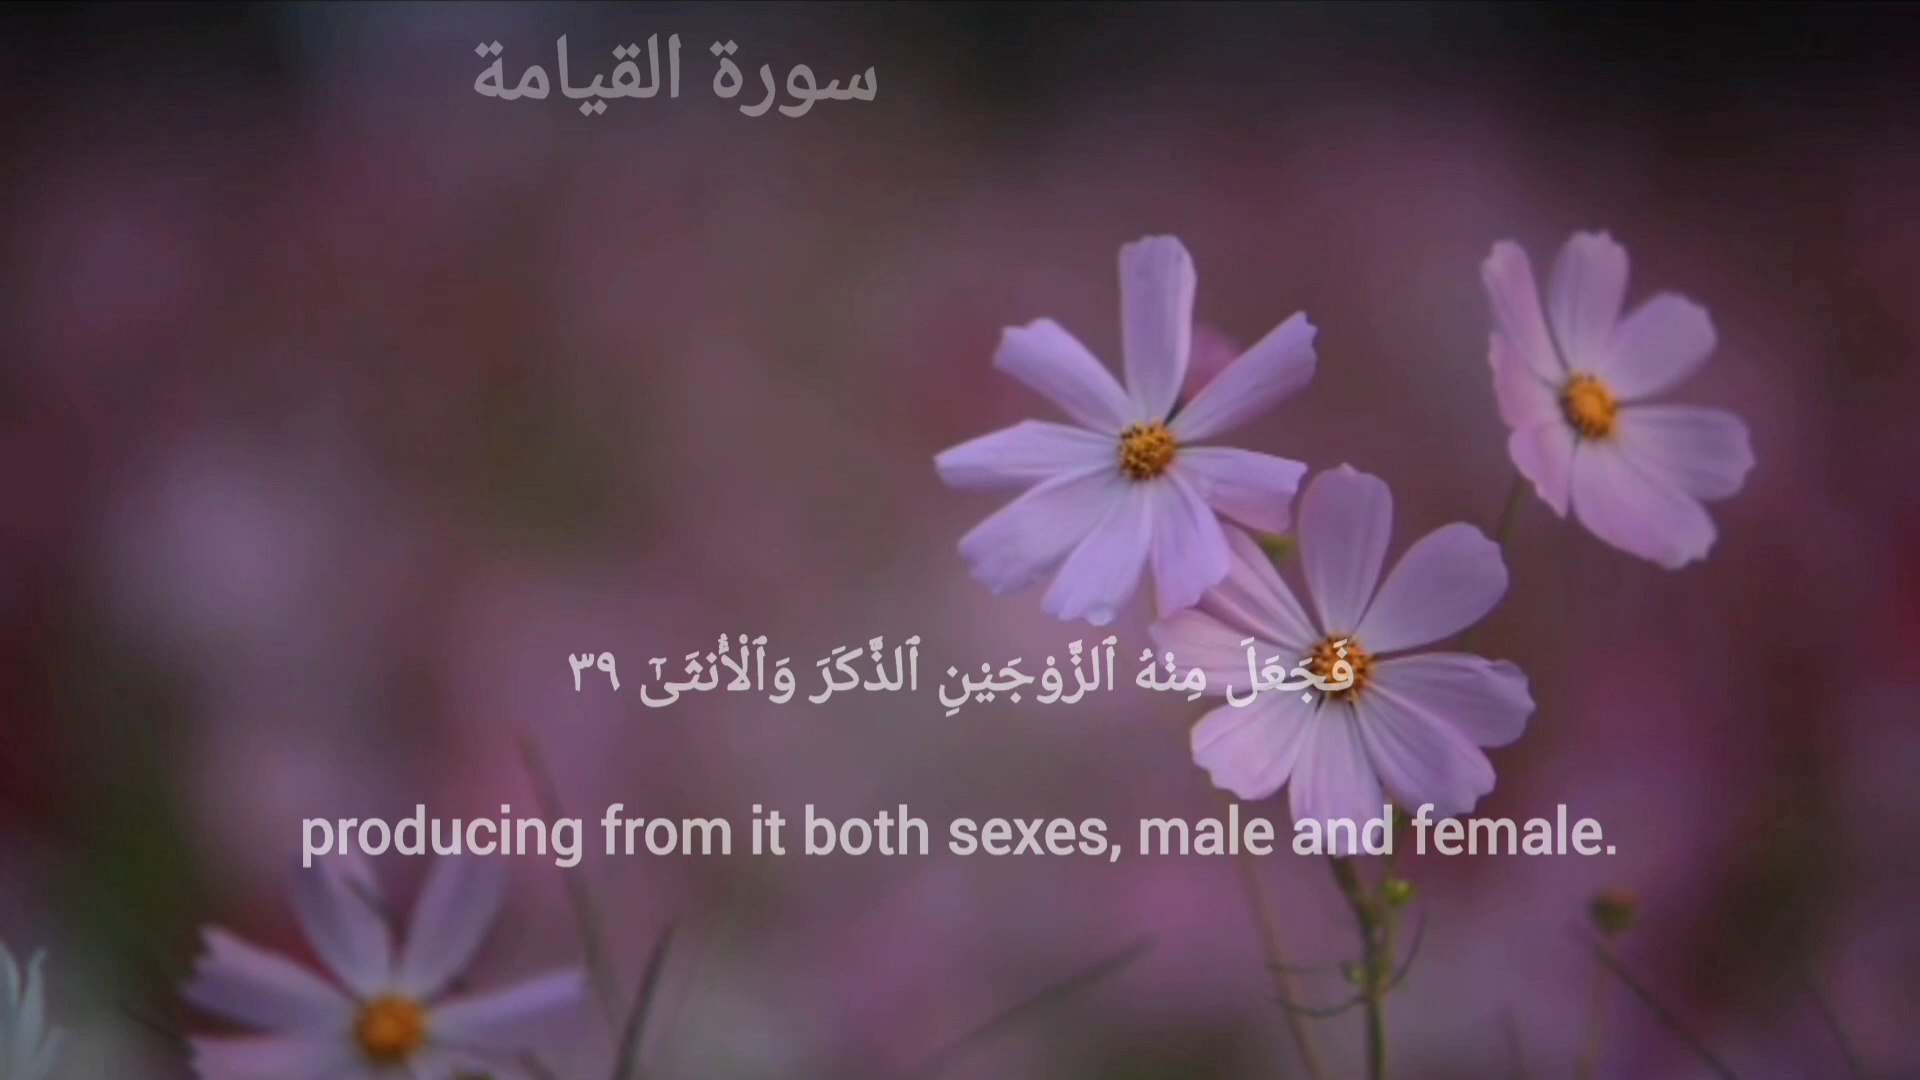 سورة القيامة
فَجَعَلَ مِنْهُ ٱلزَّوْجَيْنِ ٱلذَّكَرَ وَٱلْأُنثَىٰٓ ٣٩
producing from it both sexes, male and female.